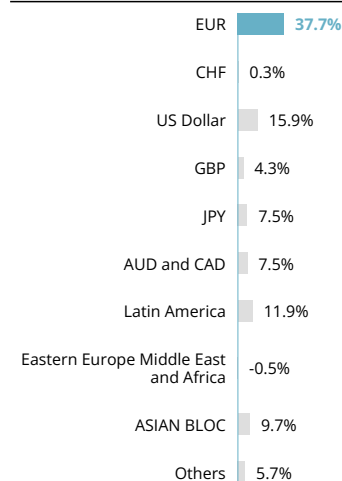 EUR 37.7%
CHF 0.3%
US Dollar 15.9%
GBP 4.3%
JPY 7.5%
AUD and CAD 7.5%
Latin America 11.9%
Eastern Europe Middle East
and Africa -0.5%
ASIAN BLOC 9.7%
Others 5.7%